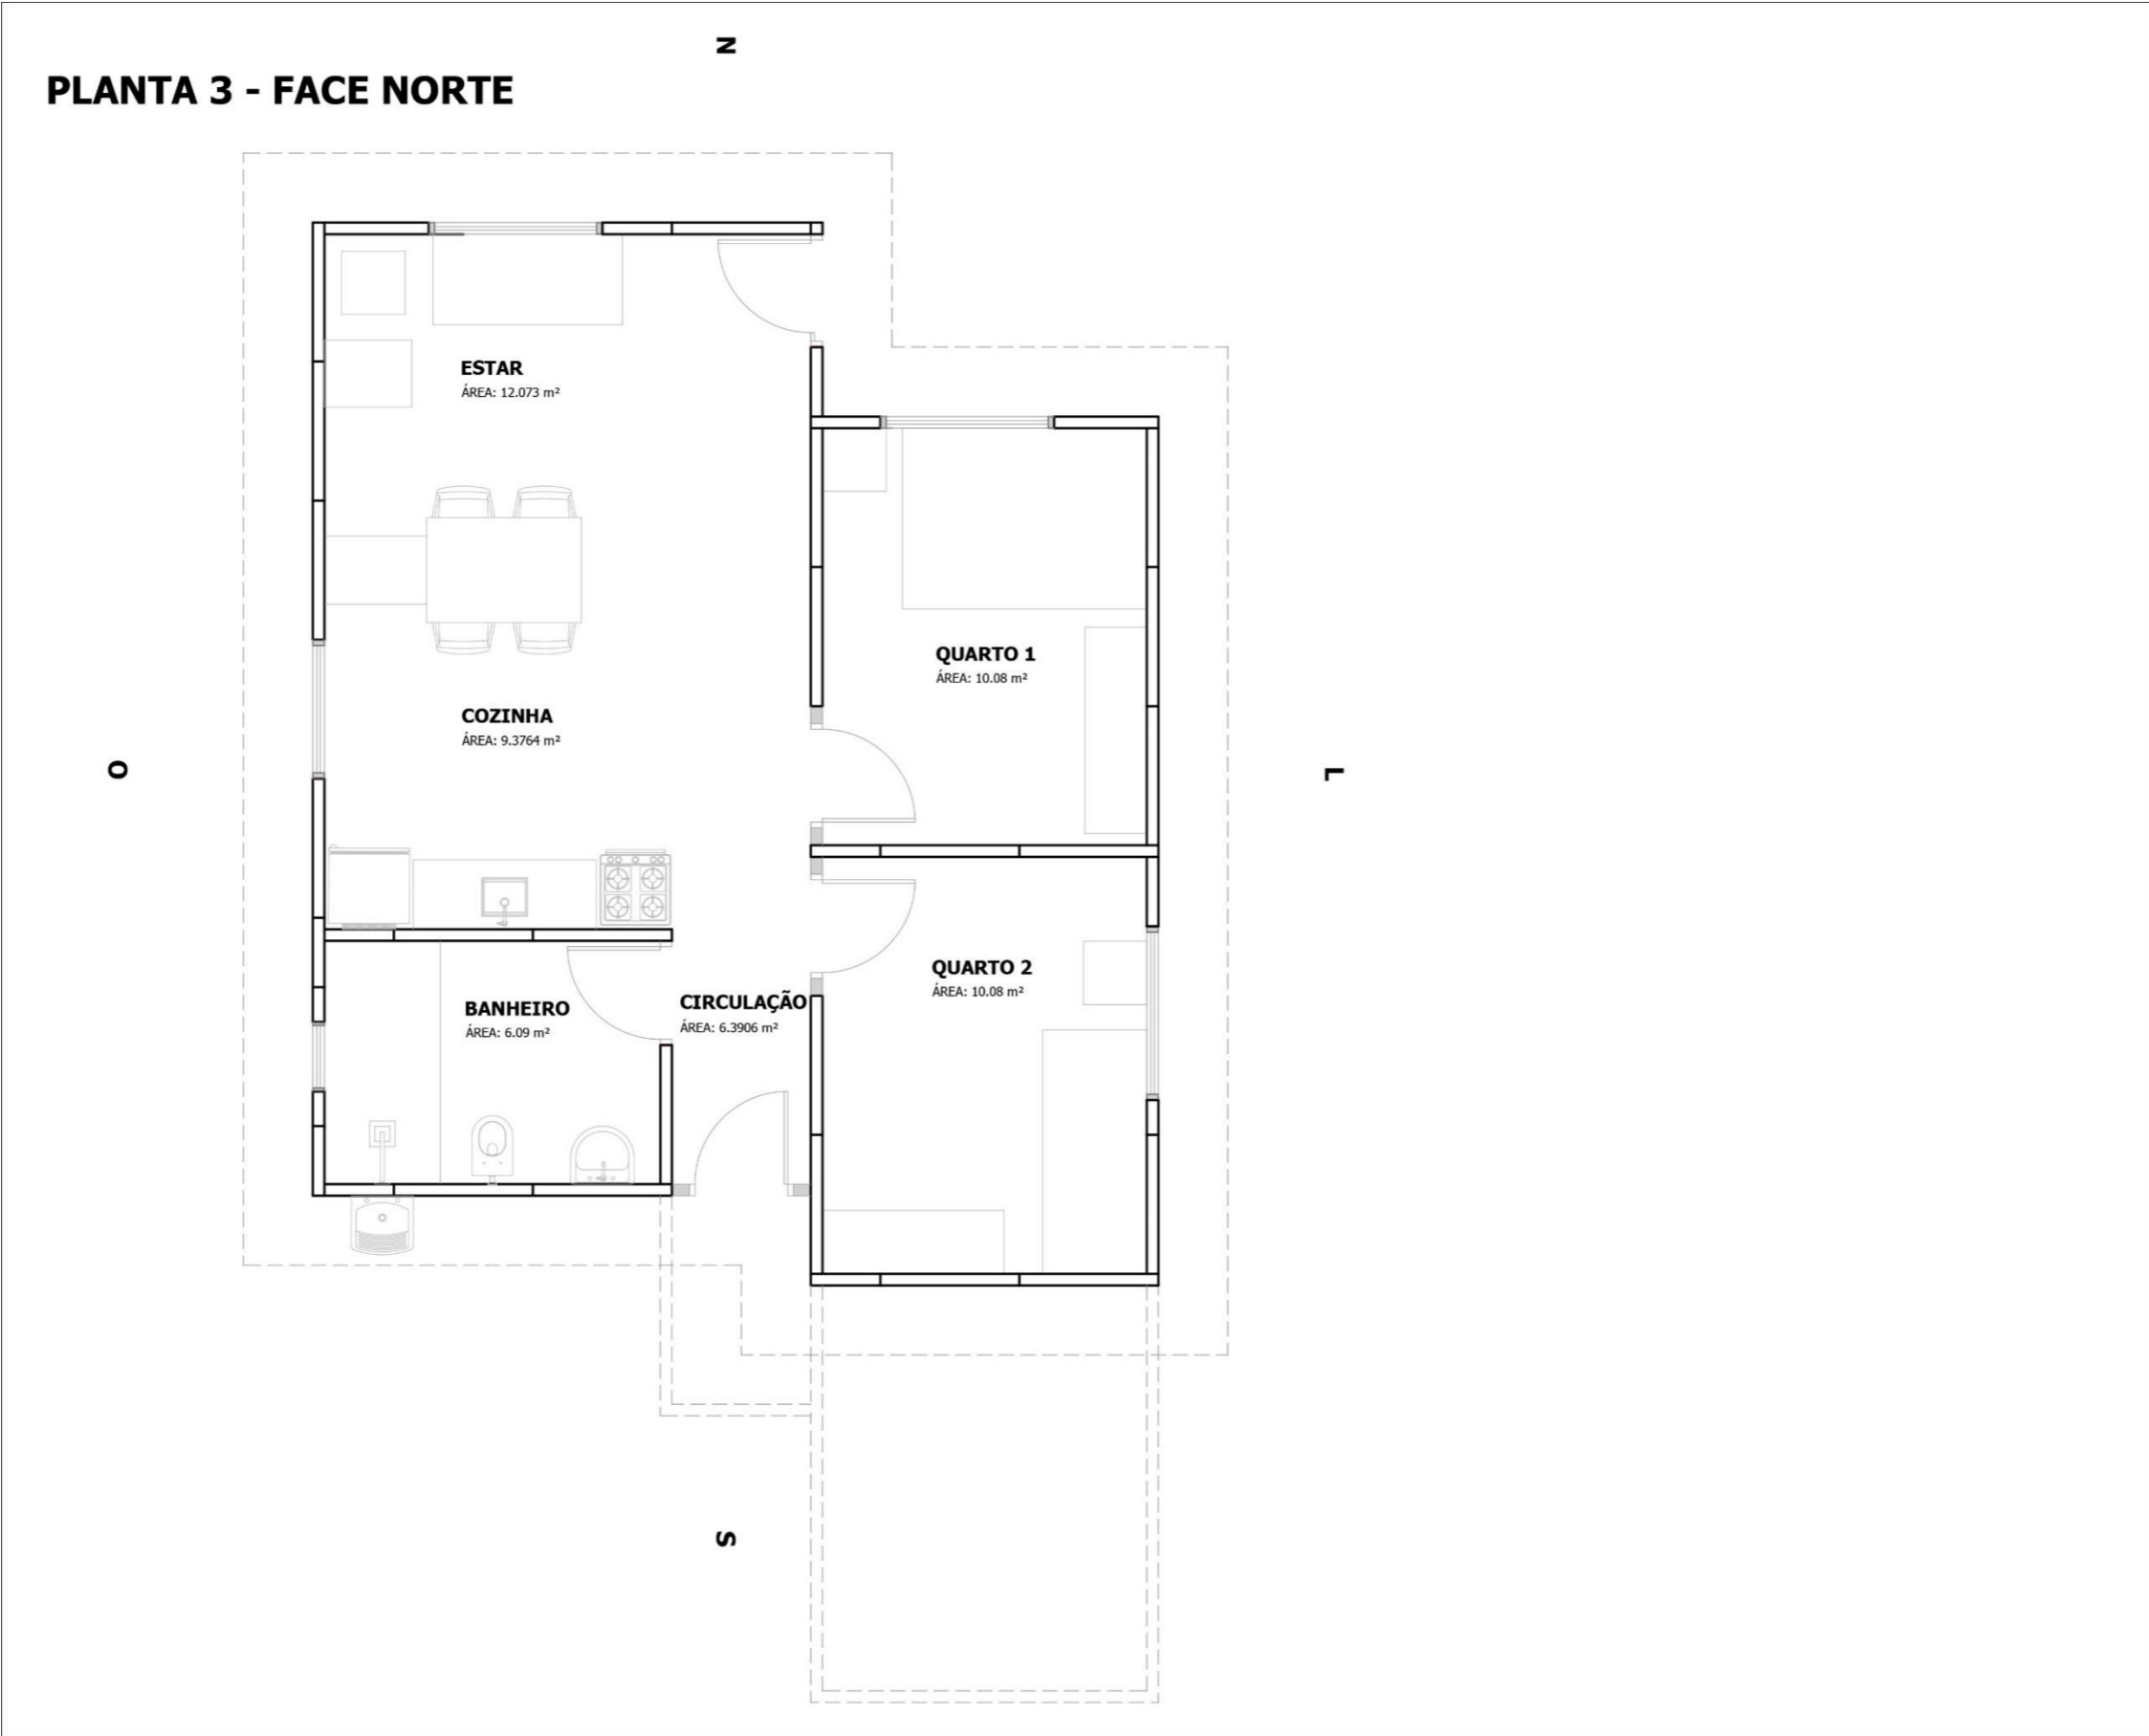 N
PLANTA 3 - FACE NORTE
ESTAR
ÁREA: 12.073 m²
QUARTO 1
ÁREA: 10.08 m²
COZINHA
ÁREA: 9.3764 m²
O
L
QUARTO 2
ÁREA: 10.08 m²
BANHEIRO
ÁREA: 6.09 m²
CIRCULAÇÃO
ÁREA: 6.3906 m²
S